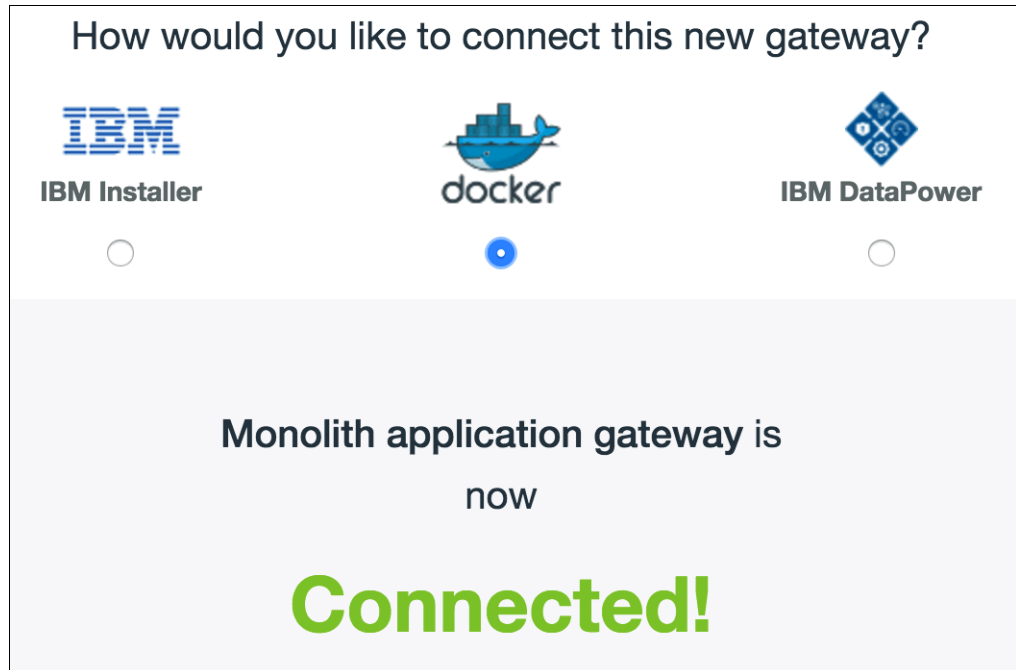 How would you like to connect this new gateway?
IBM
docker
IBM Installer
IBM DataPower
Monolith application gateway is
now
Connected!